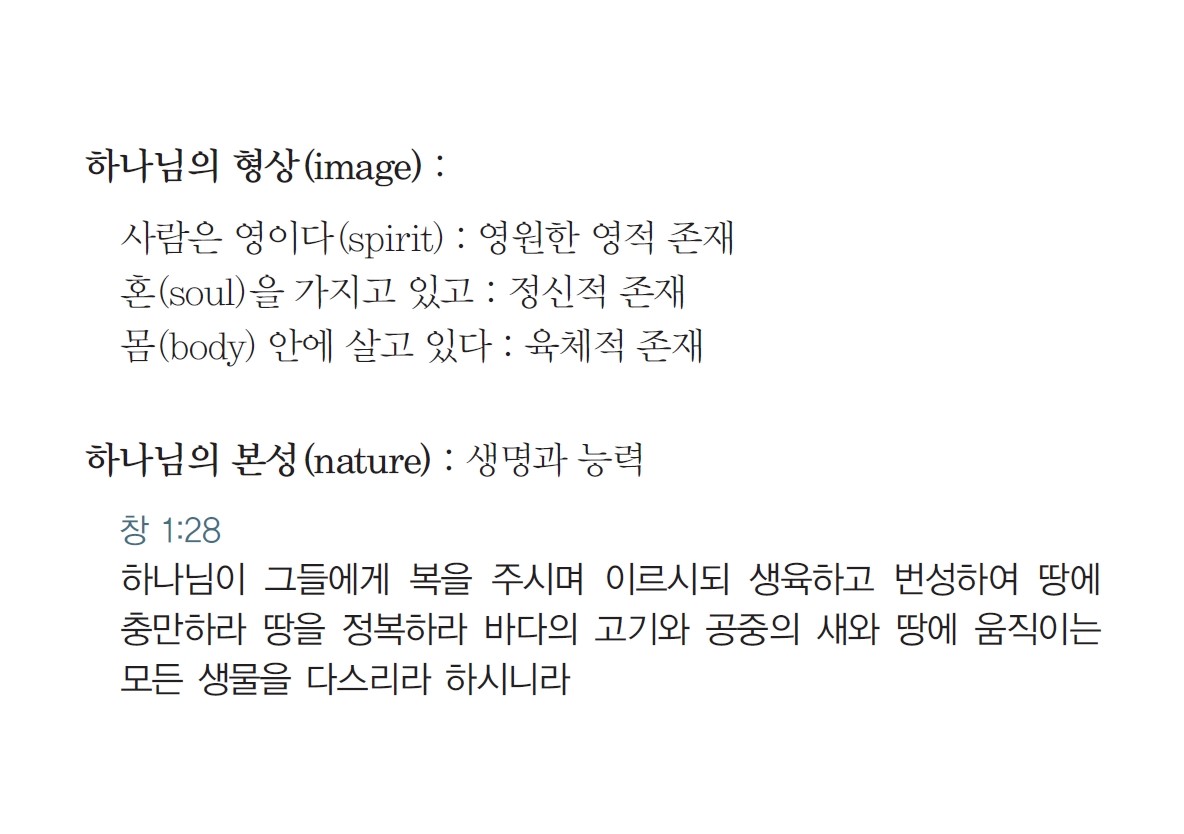 하나님의 형상(image) :
사람은 영이다(spirit) : 영원한 영적 존재
혼(soul)을 가지고 있고 : 정신적 존재
몸(body) 안에 살고 있다 : 육체적 존재
하나님의 본성(nature) : 생명과 능력
창 1:28
하나님이 그들에게 복을 주시며 이르시되 생육하고 번성하여 땅에
충만하라 땅을 정복하라 바다의 고기와 공중의 새와 땅에 움직이는
모든 생물을 다스리라 하시니라